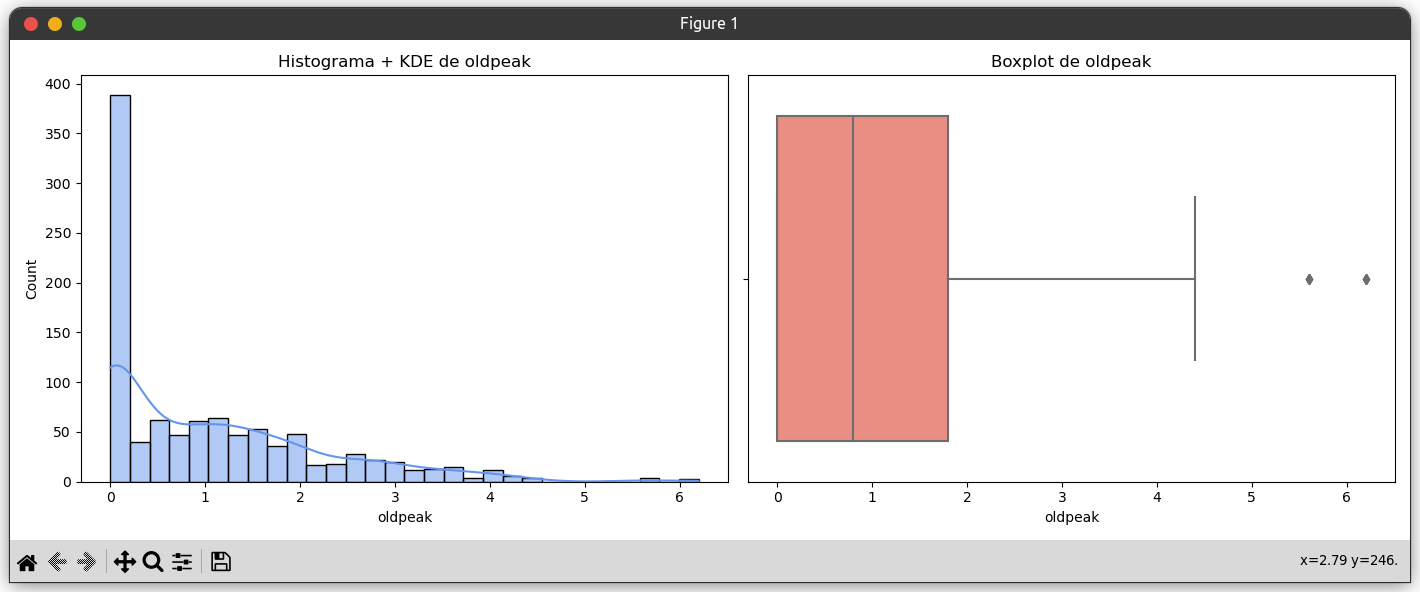 Figure 1
Histograma + KDE de oldpeak
400
350
300
250
200
150
100
50
0
Count
0 1 2 3 4 5 6
oldpeak
Boxplot de oldpeak
0 1 2 3 4 5 6
oldpeak
x=2.79 y=246.